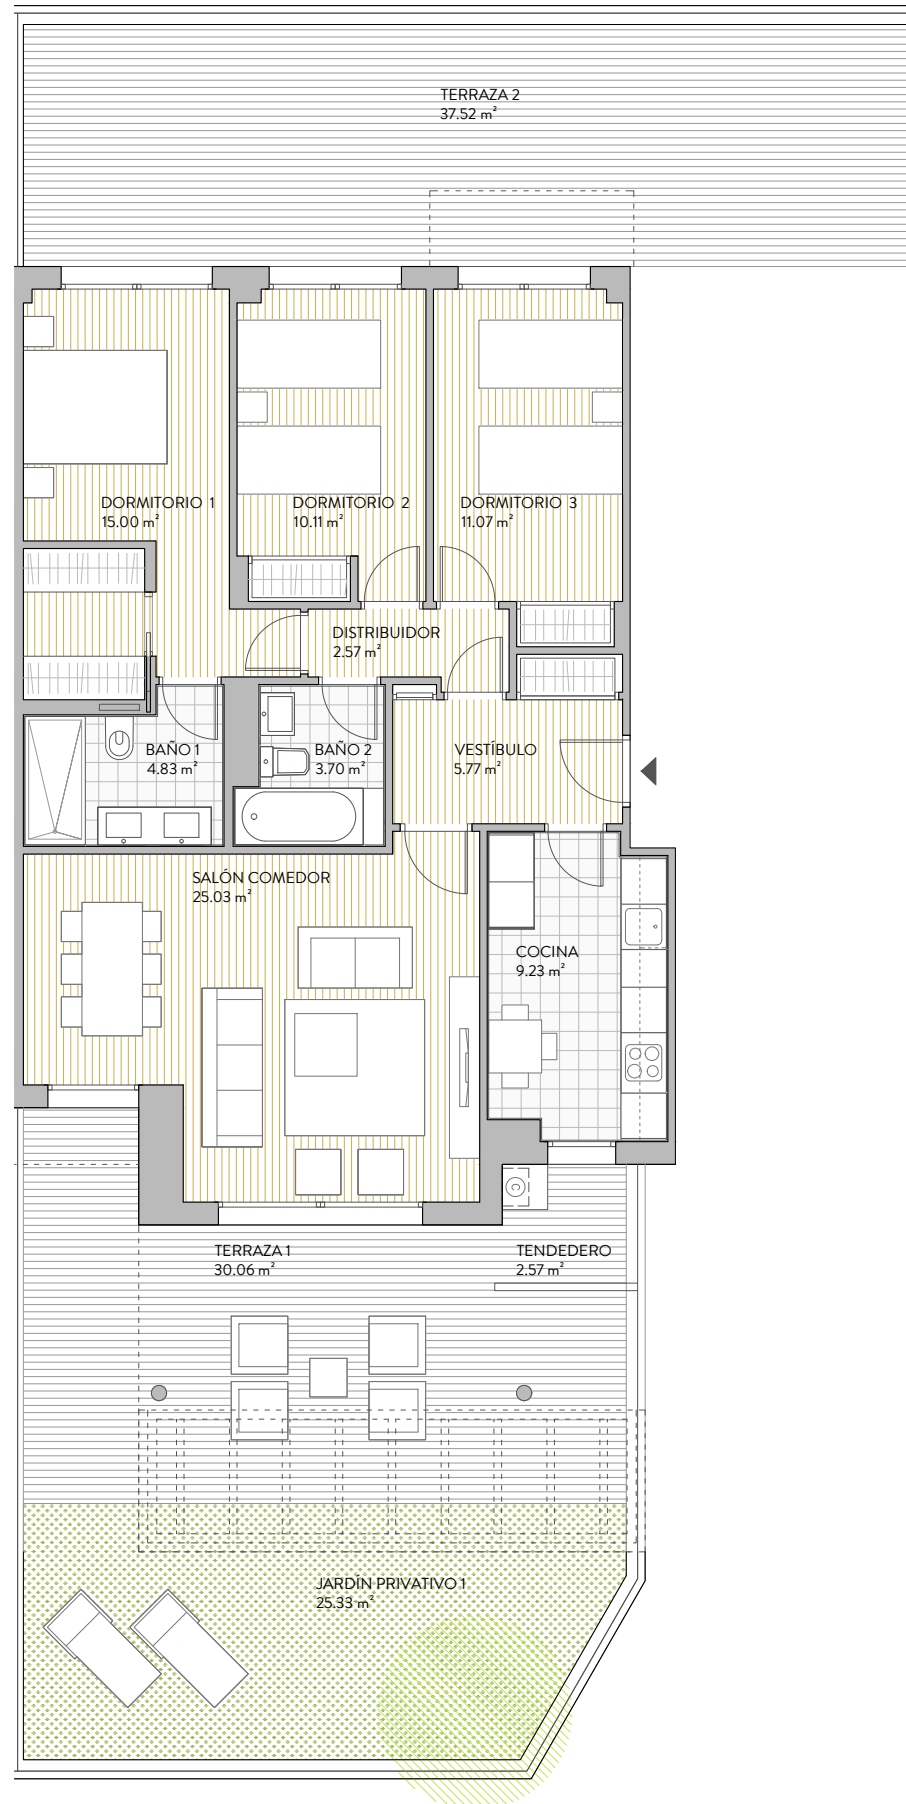 TERRAZA 2
37.52 m²
DORMITORIO 1
15.00 m²
DORMITORIO 2
10.11 m²
DORMITORIO 3
11.07 m²
DISTRIBUIDOR
2.57 m²
BAÑO 1
4.83 m²
BAÑO 2
3.70 m²
VESTÍBULO
5.77 m²
SALÓN COMEDOR
25.03 m²
COCINA
9.23 m²
C
TERRAZA 1
30.06 m²
TENDEDERO
2.57 m²
JARDÍN PRIVATIVO 1
25.33 m²